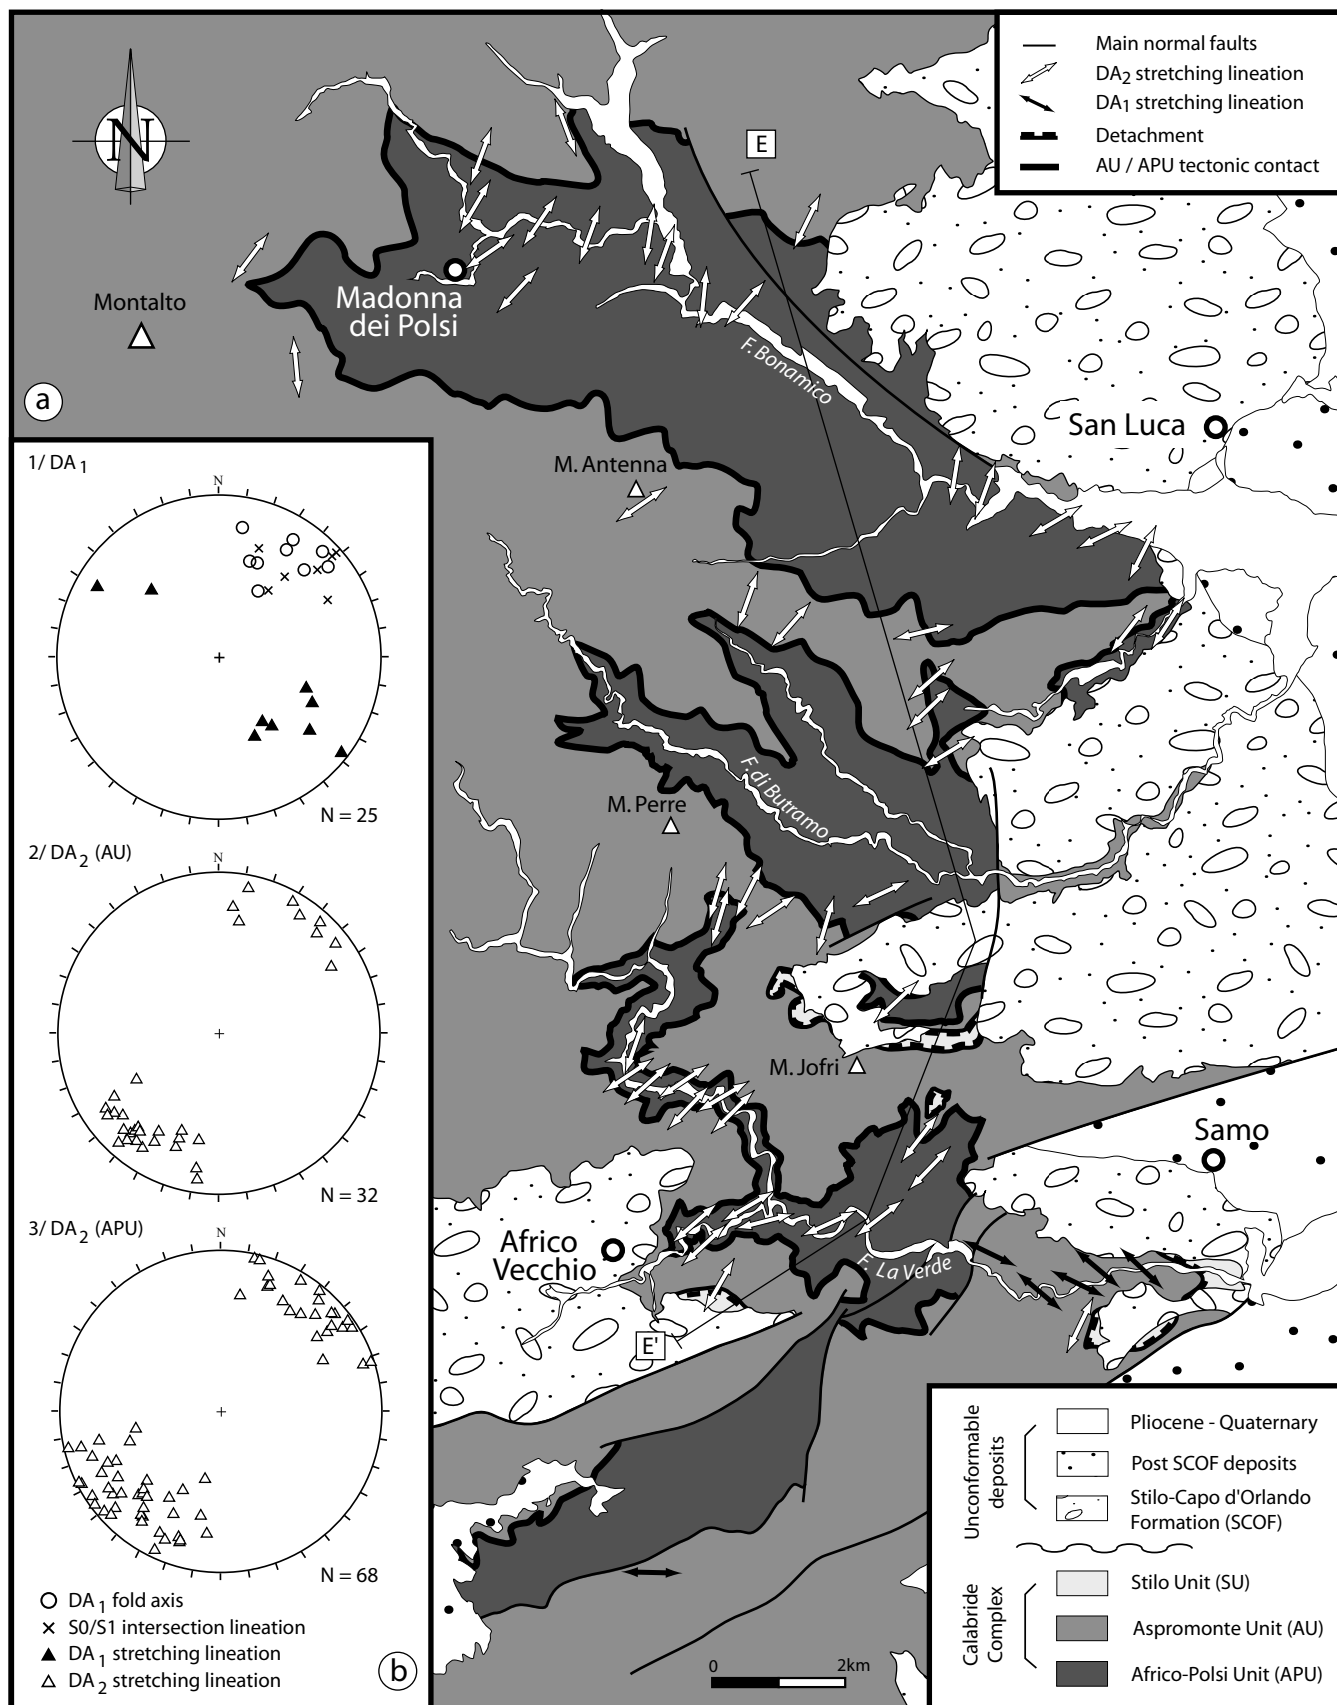 Main normal faults
DA2 stretching lineation
DA1 stretching lineation
Detachment
AU / APU tectonic contact
N
E
Montalto
Madonna
dei Polsi
F. Bonamico
San Luca
a
M. Antenna
1/ DA1
N
N = 25
F. di Butramo
M. Perre
2/ DA2 (AU)
N
N = 32
M. Jofri
Samo
3/ DA2 (APU)
N
N = 68
Africo
Vecchio
F. La Verde
E'
DA1 fold axis
S0/S1 intersection lineation
DA1 stretching lineation
DA2 stretching lineation
b
0 2km
Unconformable
deposits
Pliocene - Quaternary
Post SCOF deposits
Stilo-Capo d'Orlando
Formation (SCOF)
Calabride
Complex
Stilo Unit (SU)
Aspromonte Unit (AU)
Africo-Polsi Unit (APU)